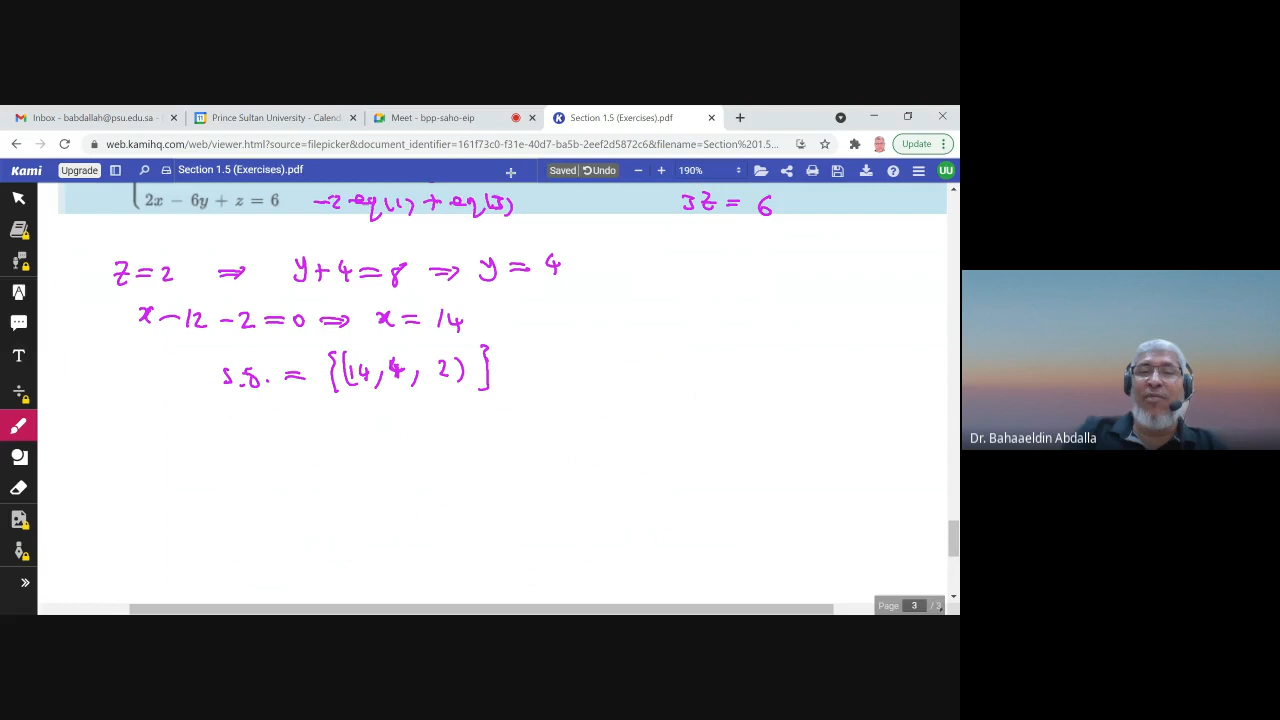 Inbox - babdallah@psu.edu.sa -
Prince Sultan University - Calend
Meet - bpp-saho-eip
Section 1.5 (Exercises).pdf
web.kamihq.com/web/viewer.html?source=filepicker&document_identifier=161f73c0-f31e-40d7-ba5b-2eef2d5872c6&filename=Section%201.5...
Update
Kami
Upgrade
Section 1.5 (Exercises).pdf
Saved
Undo
190%
UU
2x − 6y + z = 6 -2 eq(1) + eq(3) 3z = 6
z = 2 ⇒ y + 4 = 8 ⇒ y = 4
x - 12 - 2 = 0 ⇒ x = 14
s.s. = {(14, 4, 2)}
Dr. Bahaaeldin Abdalla
Page 3 / 3